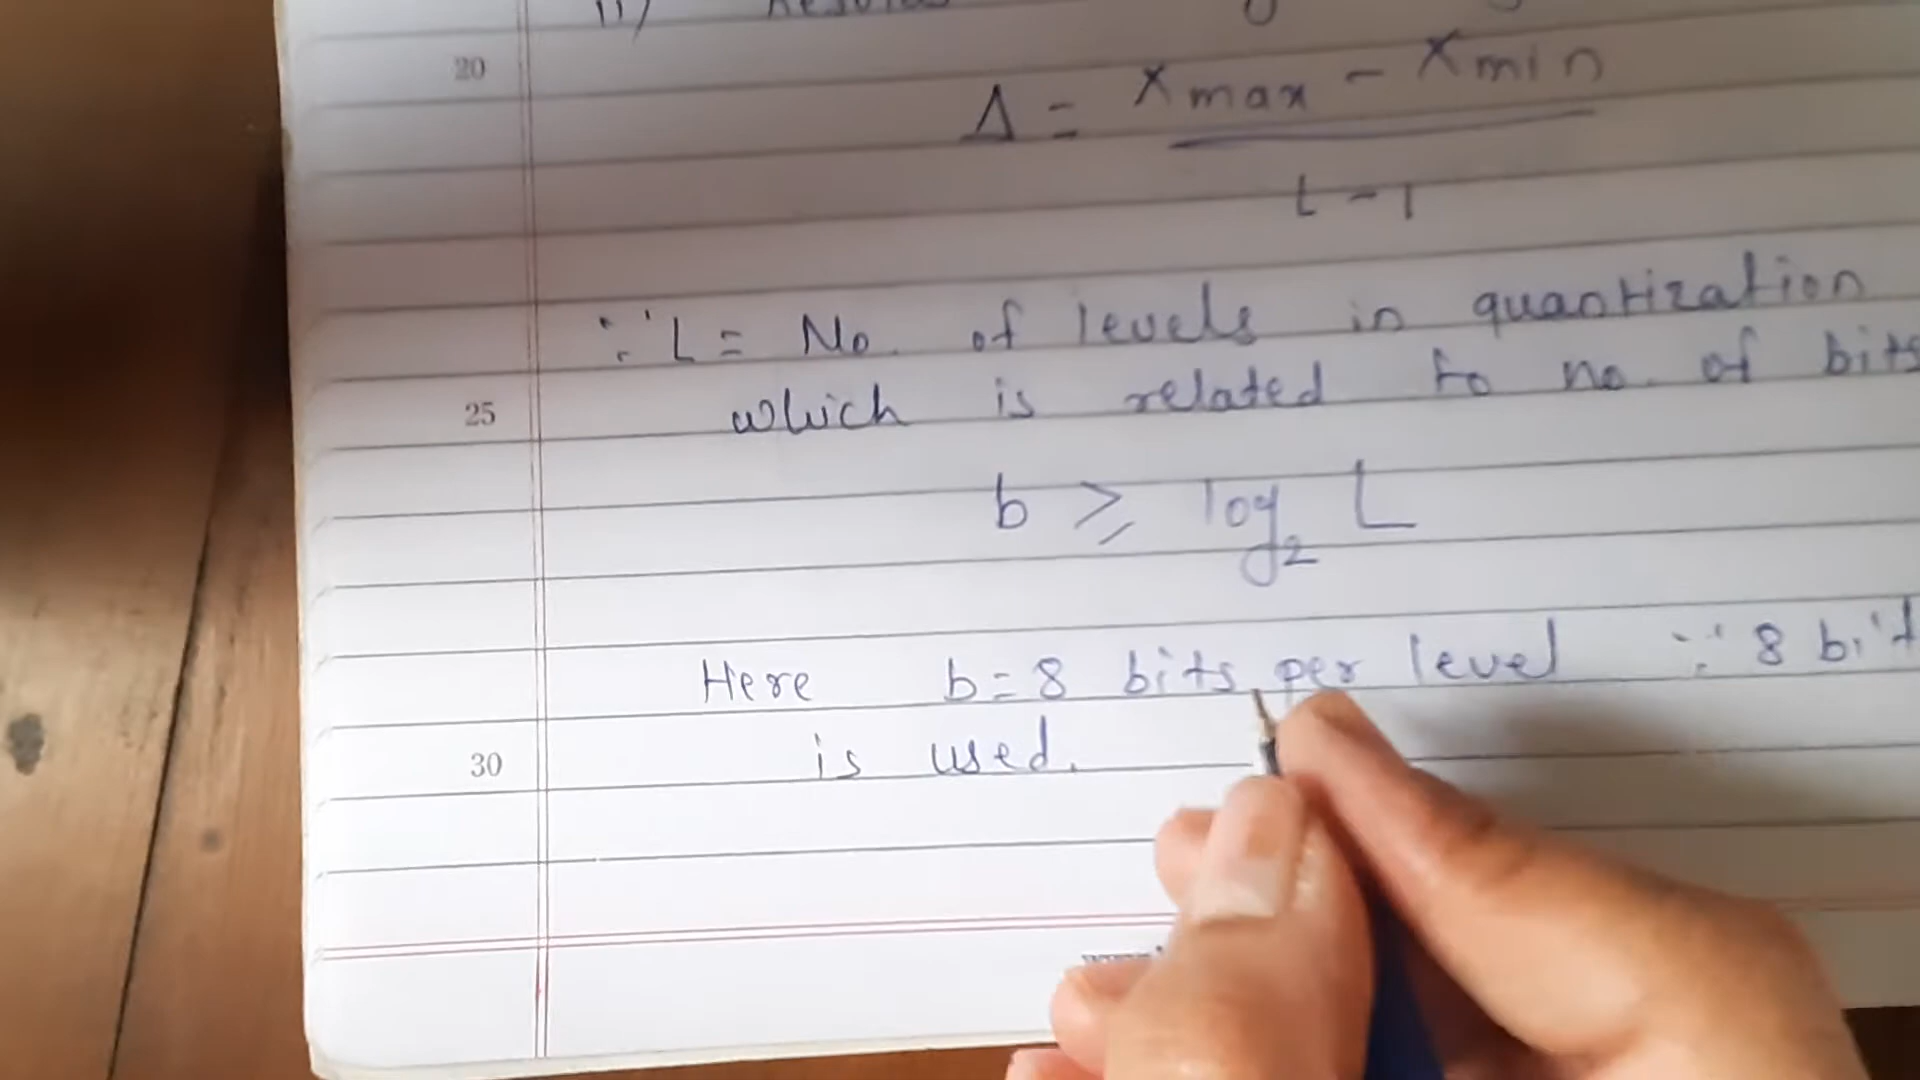 11)
20
Δ = xmax - xmin
L - 1
∵ L = No. of levels in quantization
25 which is related to no. of bits
b ≥ log₂ L
Here b=8 bits per level ∵ 8 bit
30 is used.